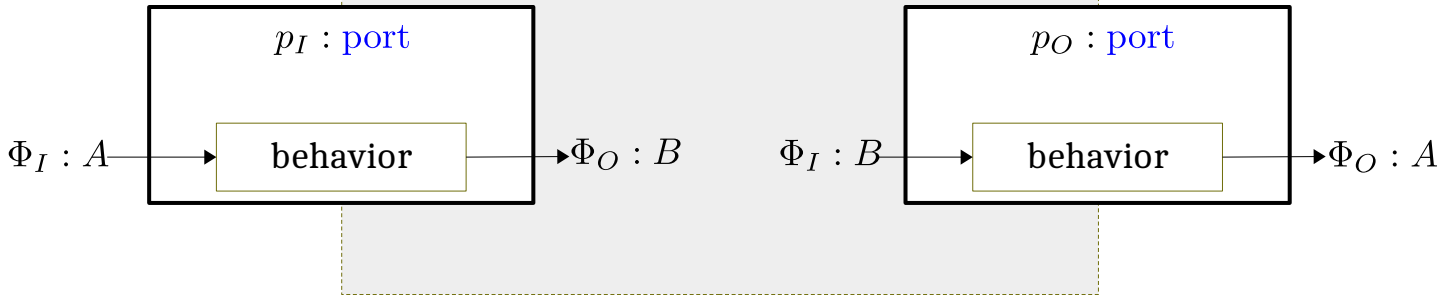 p_I : port
p_O : port
Φ_I : A
behavior
Φ_O : B
Φ_I : B
behavior
Φ_O : A